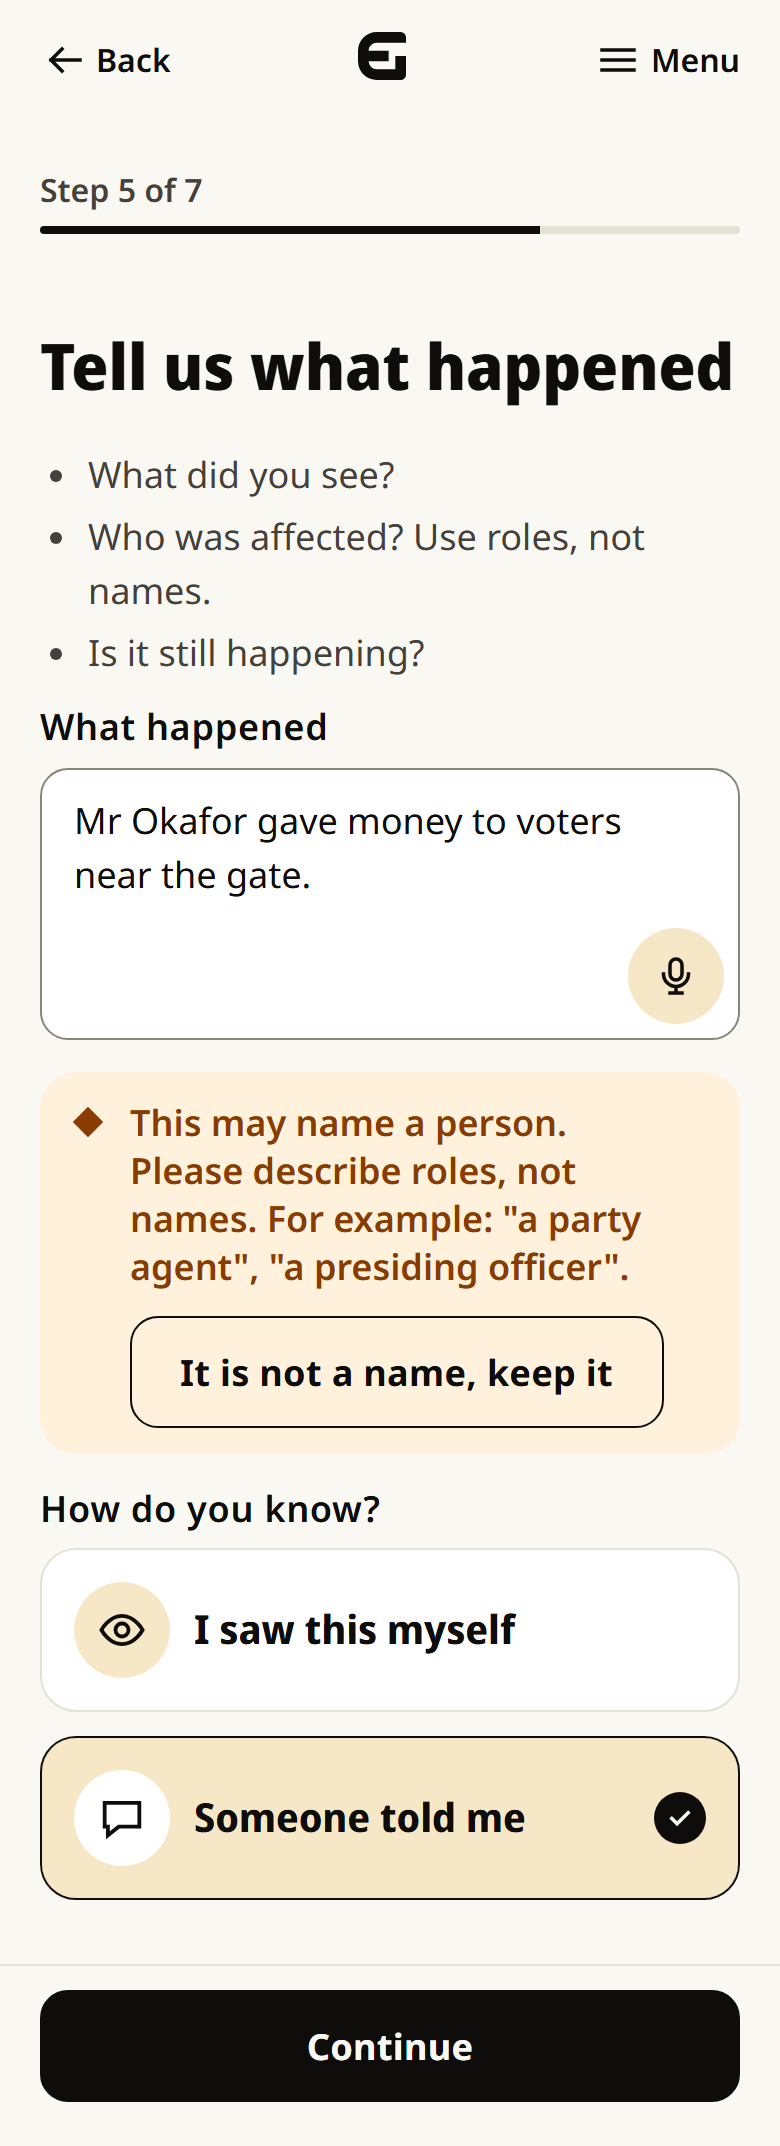 Back
Menu
Step 5 of 7
Tell us what happened
What did you see?
Who was affected? Use roles, not
names.
Is it still happening?
What happened
Mr Okafor gave money to voters
near the gate.
This may name a person.
Please describe roles, not
names. For example: "a party
agent", "a presiding officer".
It is not a name, keep it
How do you know?
I saw this myself
Someone told me
Continue